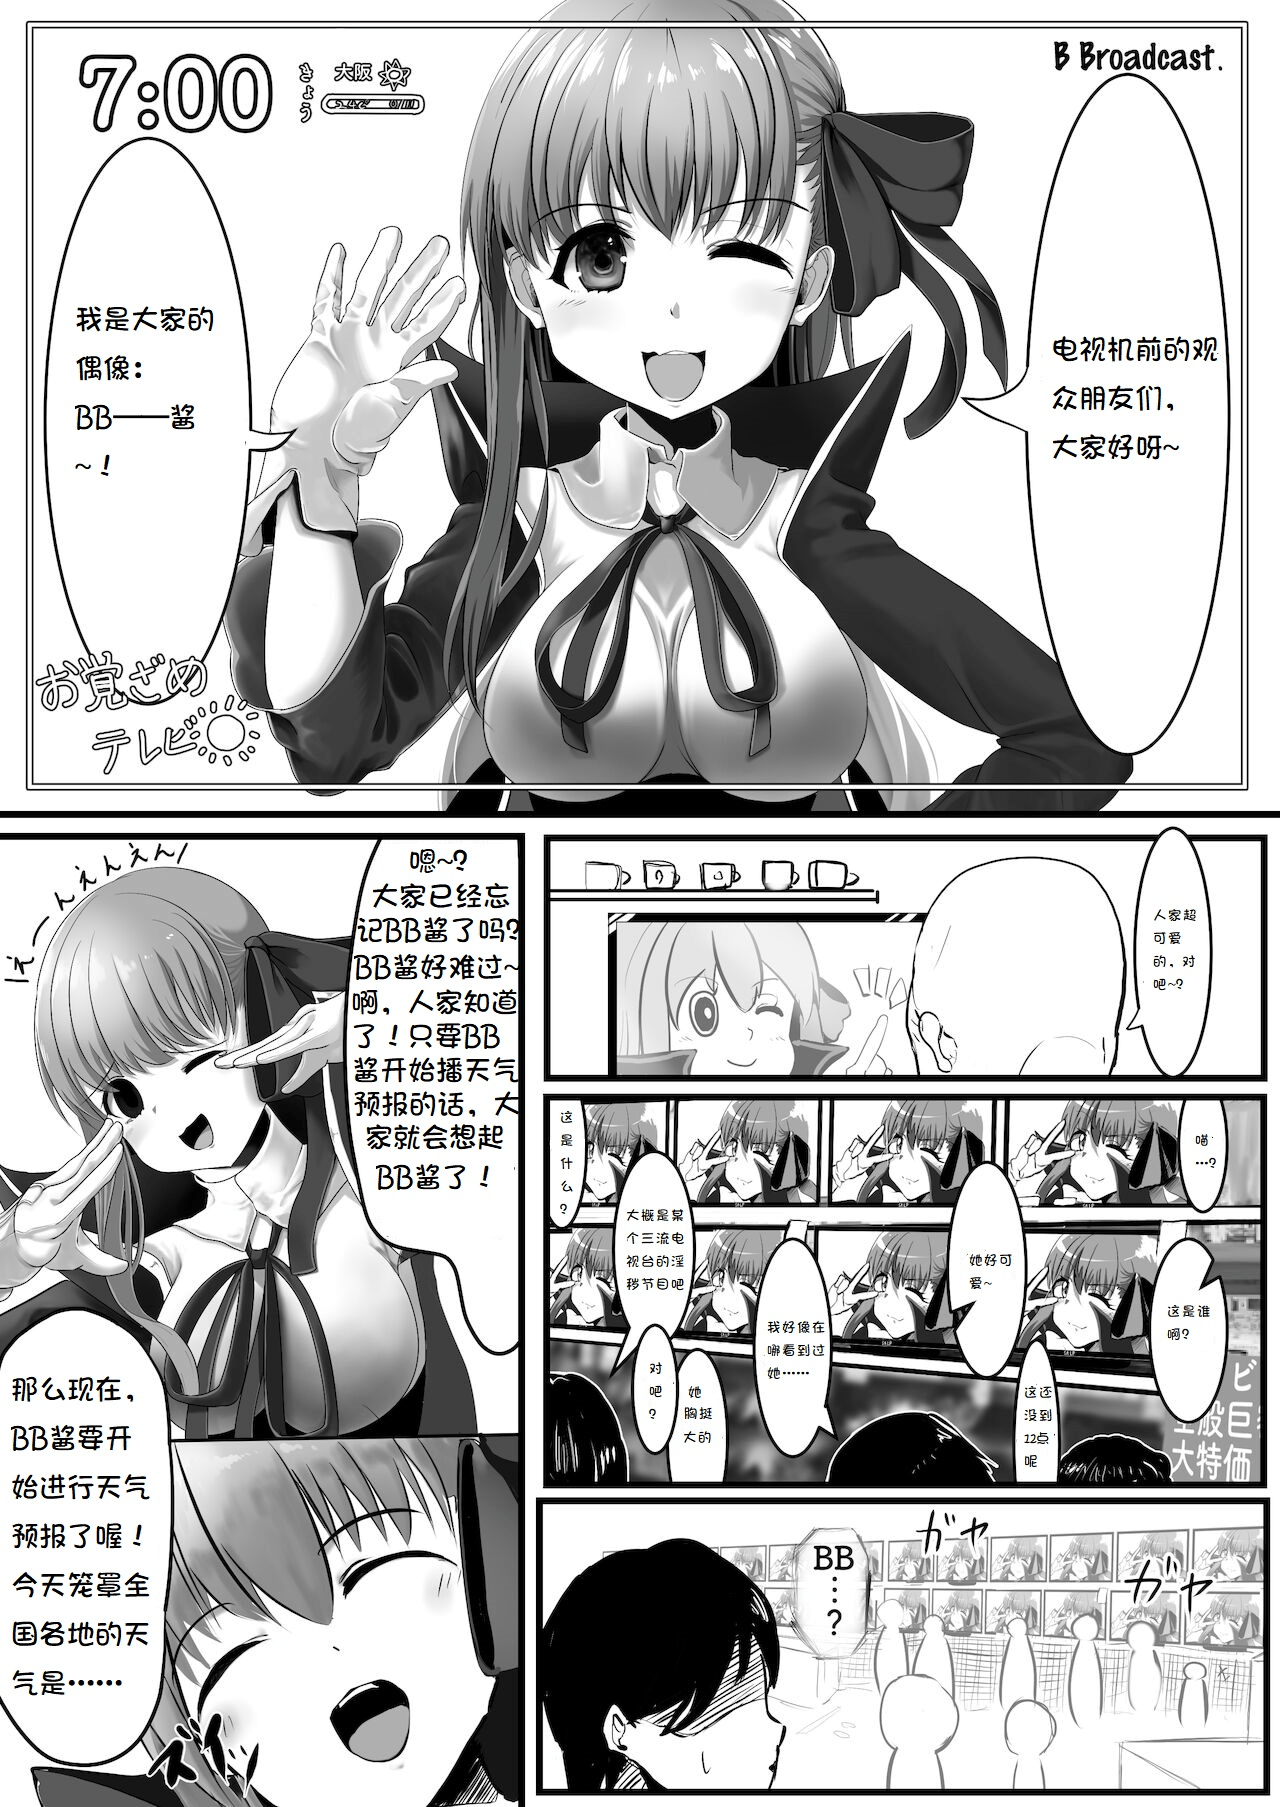 B Broadcast.
7:00
きょう
大阪
电视机前的观
众朋友们，
大家好呀~
我是大家的
偶像：
BB——酱
~！
お覚ざめ
テレビ
人家超
可爱
的，对
吧~？
喵
…？
这是什么？
大概是某
个三流电
视台的淫
秽节目吧
她好可
爱~
这是谁
啊？
我好像在
哪看到过
她……
对吧？
她胸挺
大的
这还
没到
12点
呢
大特価
BB…？
ガヤ
ガヤ
えーんえんえん
嗯~？
大家已经忘
记BB酱了吗？
BB酱好难过~
啊，人家知道
了！只要BB
酱开始播天气
预报的话，大
家就会想起
BB酱了！
那么现在，
BB酱要开
始进行天气
预报了喔！
今天笼罩全
国各地的天
气是……
ズイッ